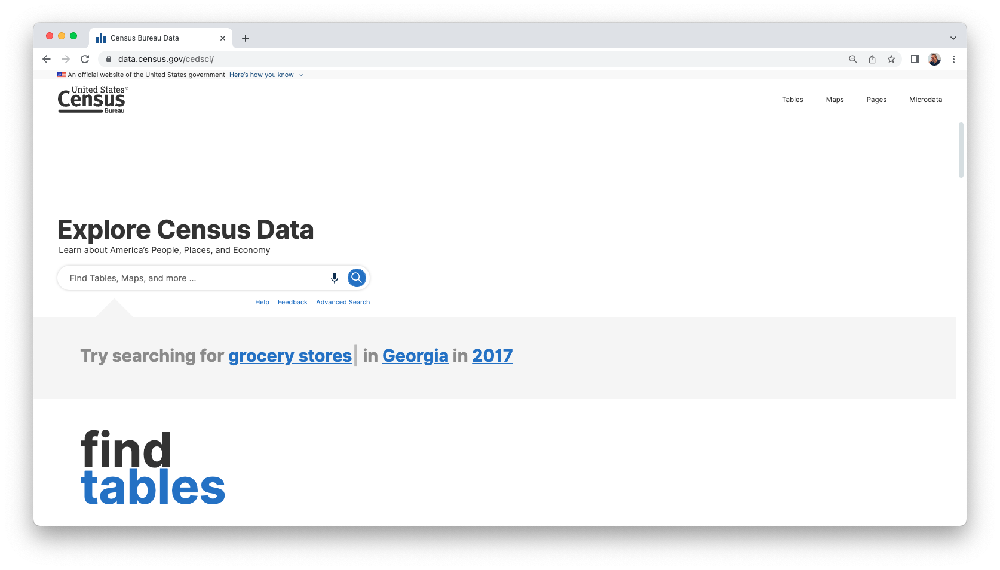 Census Bureau Data
data.census.gov/cedsci/
An official website of the United States government Here's how you know
United States®
Census
Bureau
Tables Maps Pages Microdata
Explore Census Data
Learn about America's People, Places, and Economy
Find Tables, Maps, and more ...
Help Feedback Advanced Search
Try searching for grocery stores in Georgia in 2017
find
tables